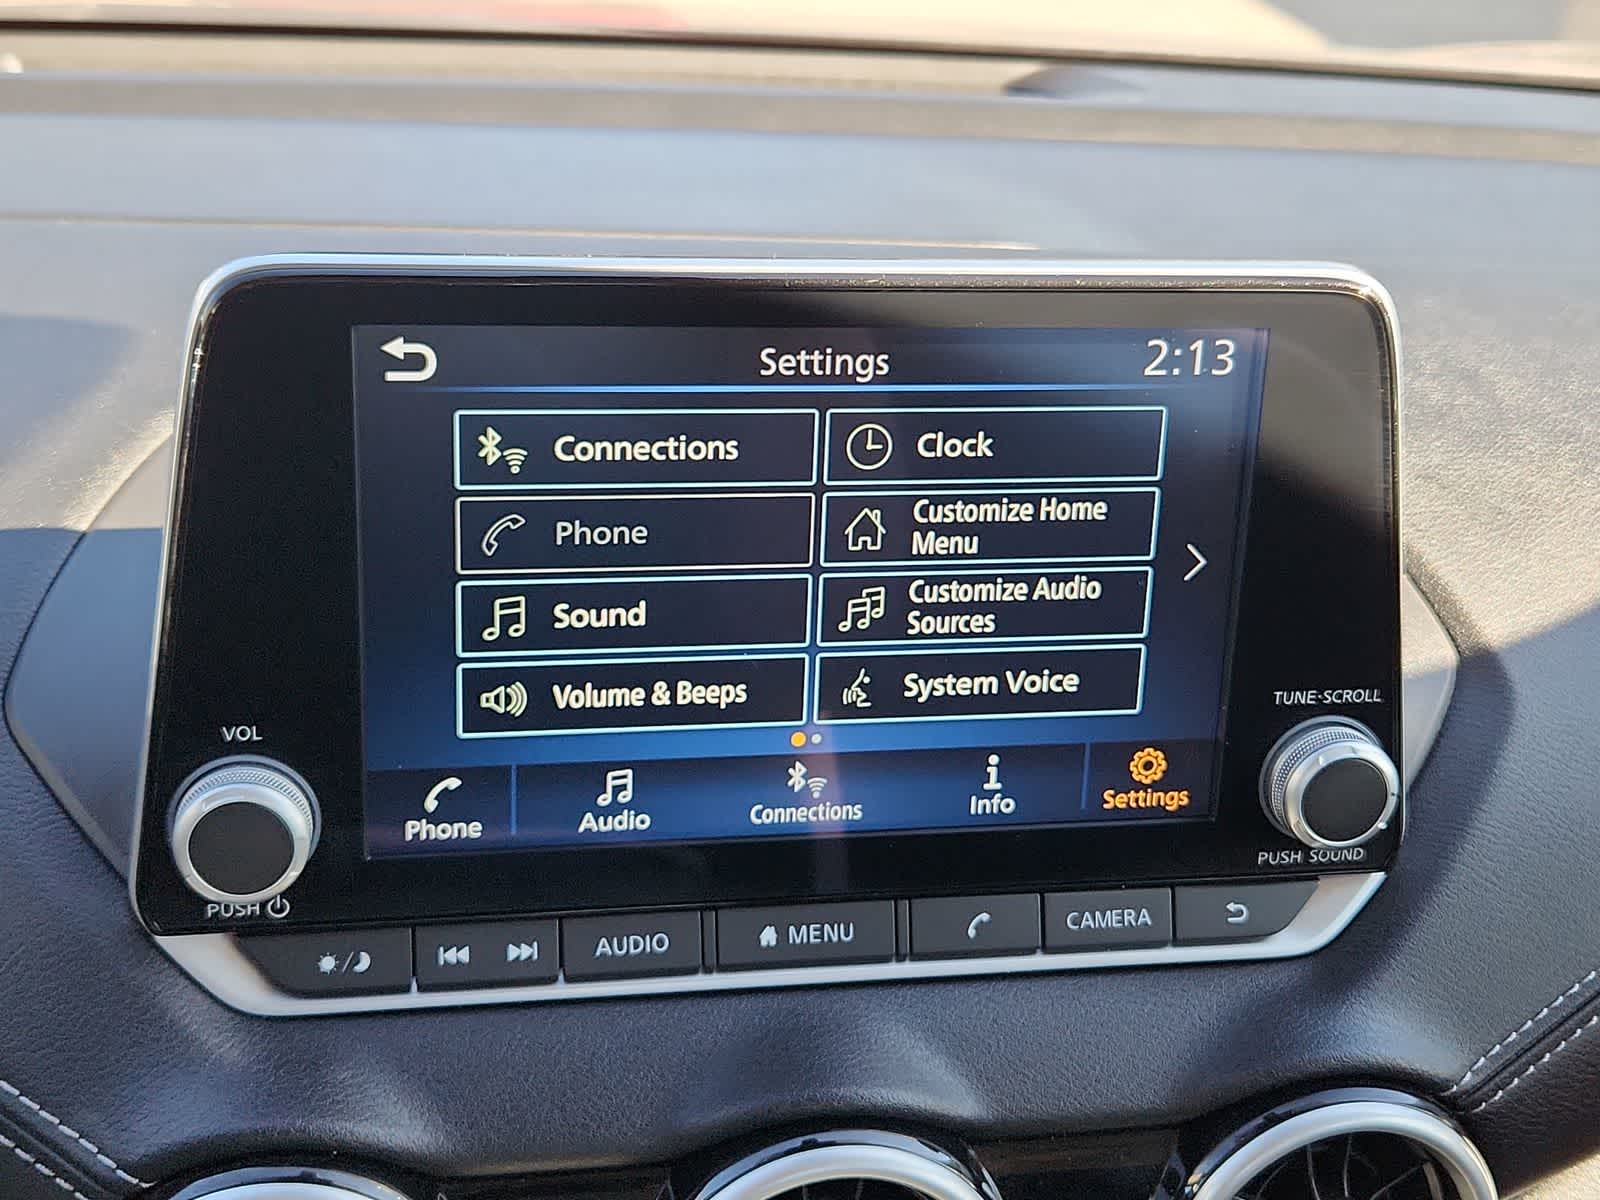 Settings
2:13
Connections
Clock
Phone
Customize Home
Menu
Sound
Customize Audio
Sources
Volume & Beeps
System Voice
Phone
Audio
Connections
Info
Settings
VOL
PUSH
TUNE·SCROLL
PUSH SOUND
AUDIO
MENU
CAMERA